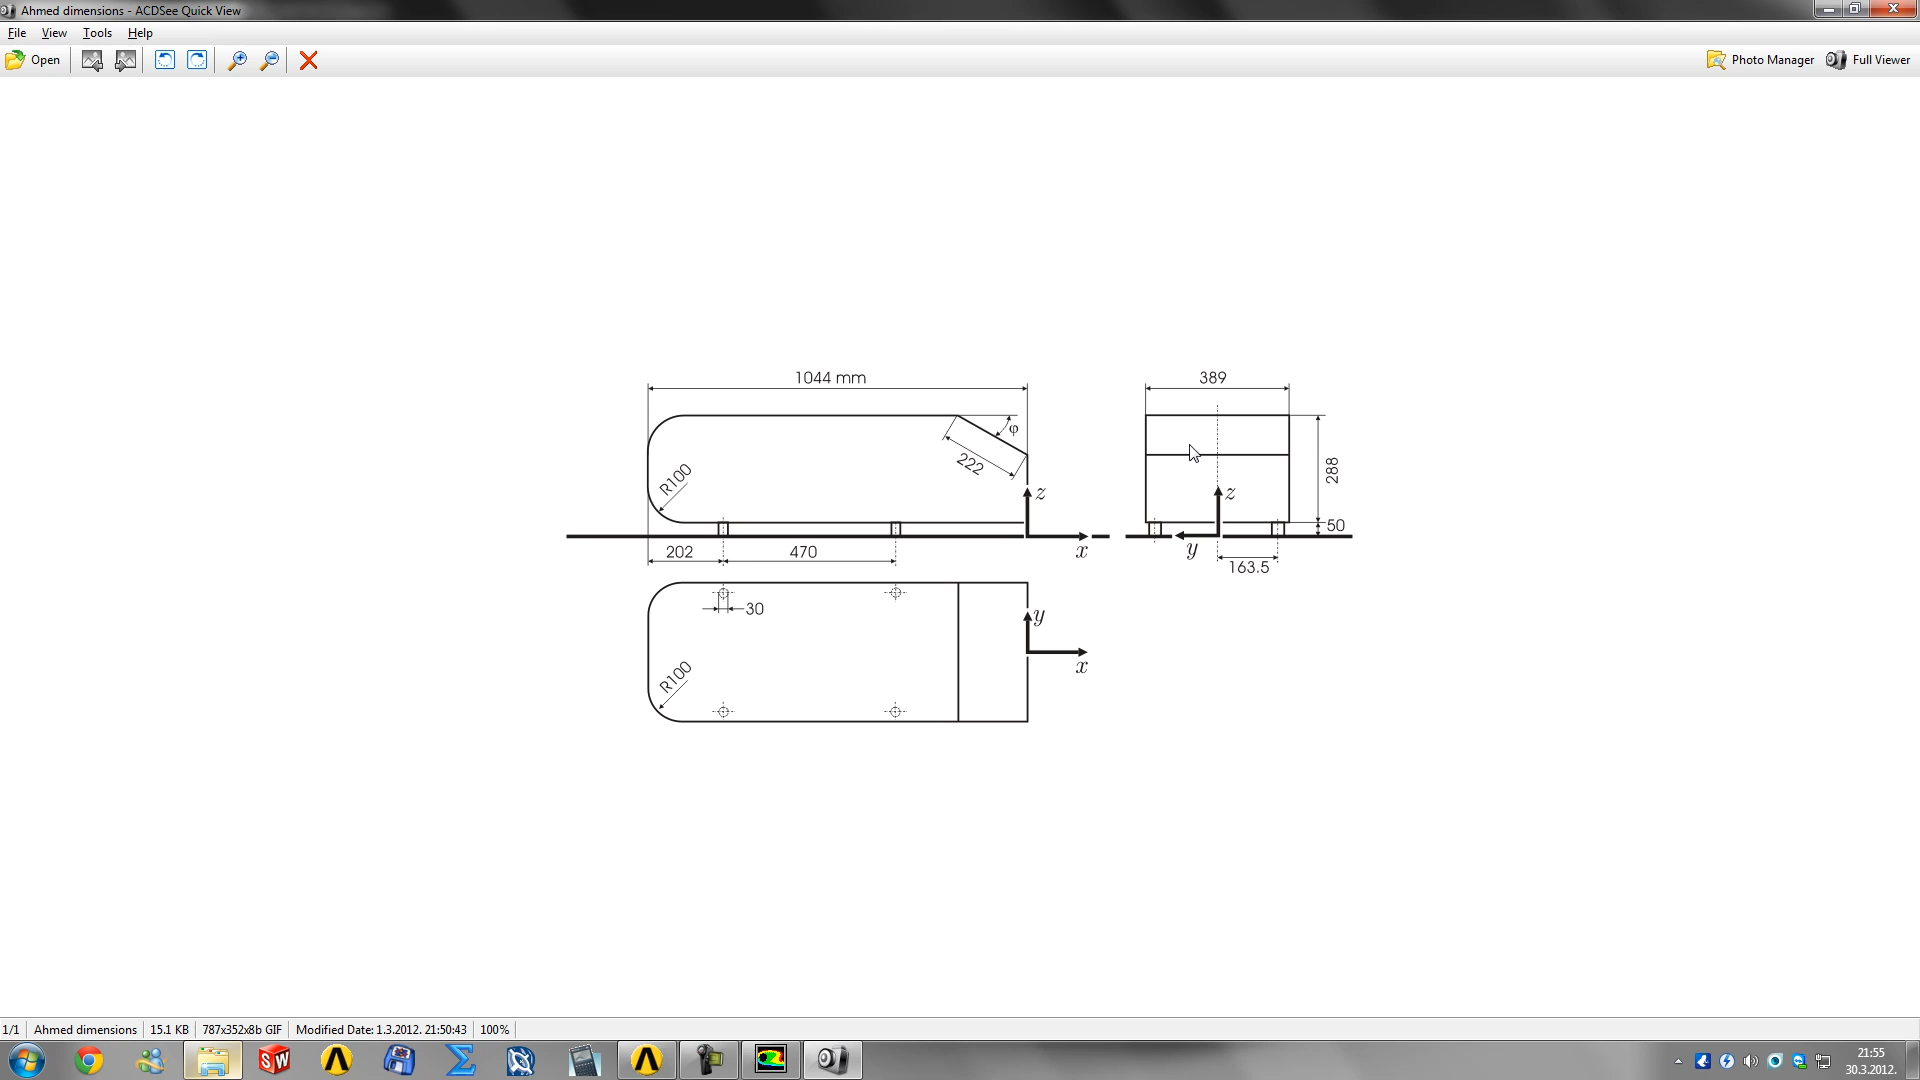 Ahmed dimensions - ACDSee Quick View
File View Tools Help
Open Photo Manager Full Viewer
1044 mm
389
φ
222
R100
z
288
z
50
x
y
202
470
163.5
30
y
R100
x
1/1 Ahmed dimensions 15.1 KB 787x352x8b GIF Modified Date: 1.3.2012. 21:50:43 100%
SW
21:55
30.3.2012.